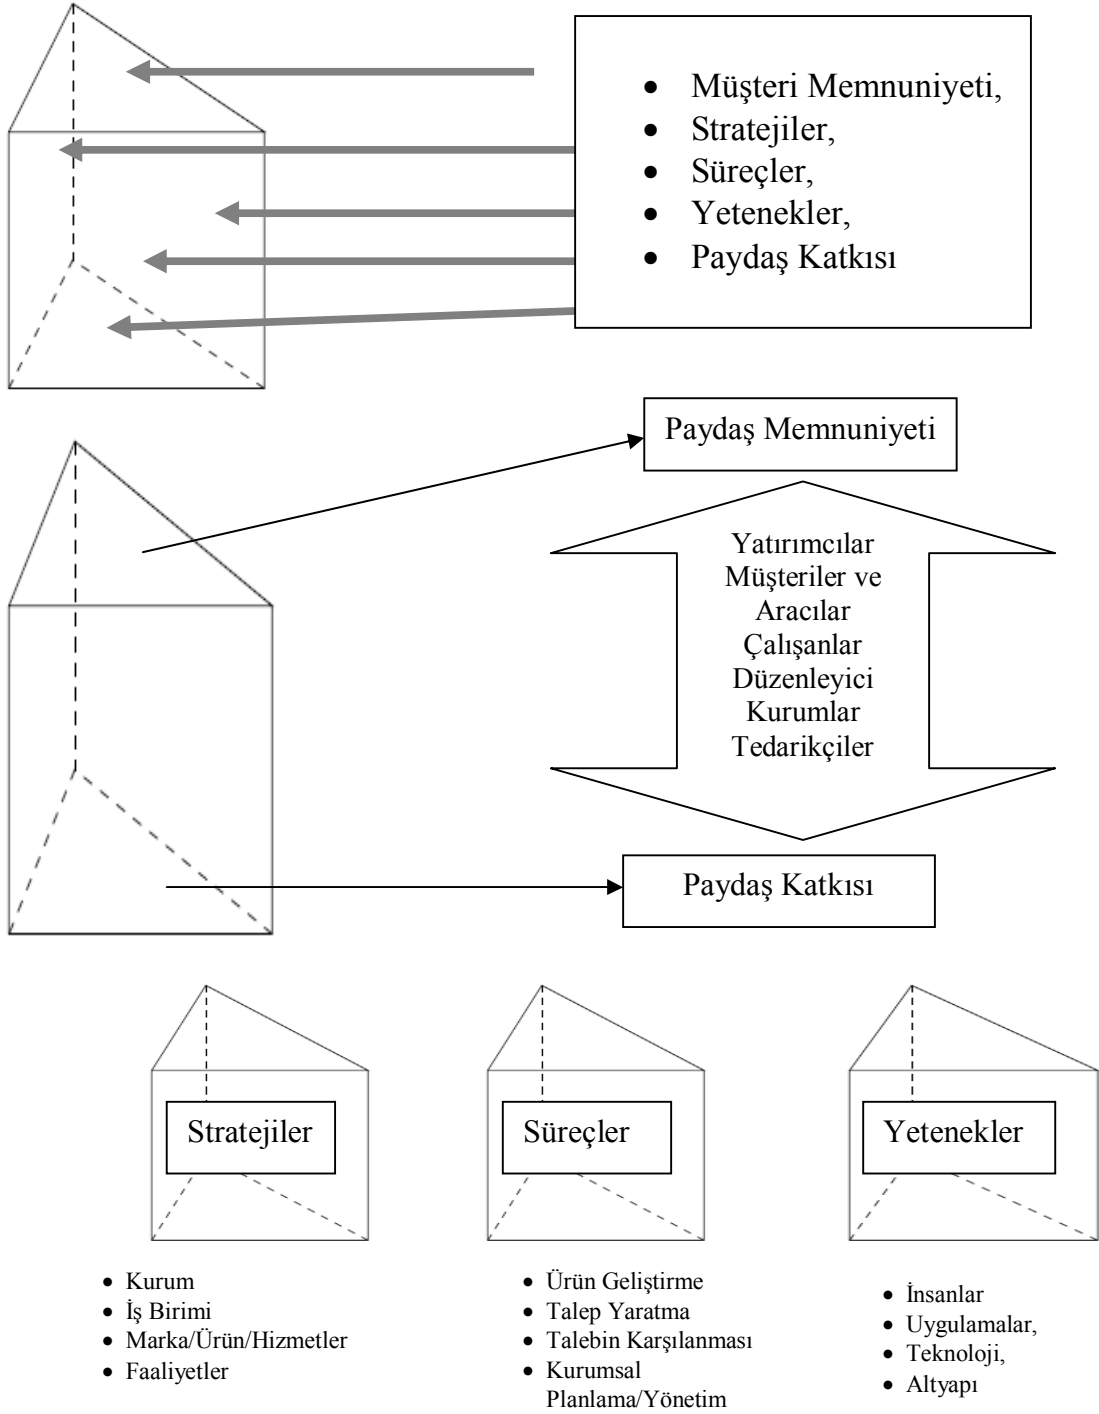 • Müşteri Memnuniyeti,
• Stratejiler,
• Süreçler,
• Yetenekler,
• Paydaş Katkısı
Paydaş Memnuniyeti
Yatırımcılar
Müşteriler ve
Aracılar
Çalışanlar
Düzenleyici
Kurumlar
Tedarikçiler
Paydaş Katkısı
Stratejiler
• Kurum
• İş Birimi
• Marka/Ürün/Hizmetler
• Faaliyetler
Süreçler
• Ürün Geliştirme
• Talep Yaratma
• Talebin Karşılanması
• Kurumsal
Planlama/Yönetim
Yetenekler
• İnsanlar
• Uygulamalar,
• Teknoloji,
• Altyapı